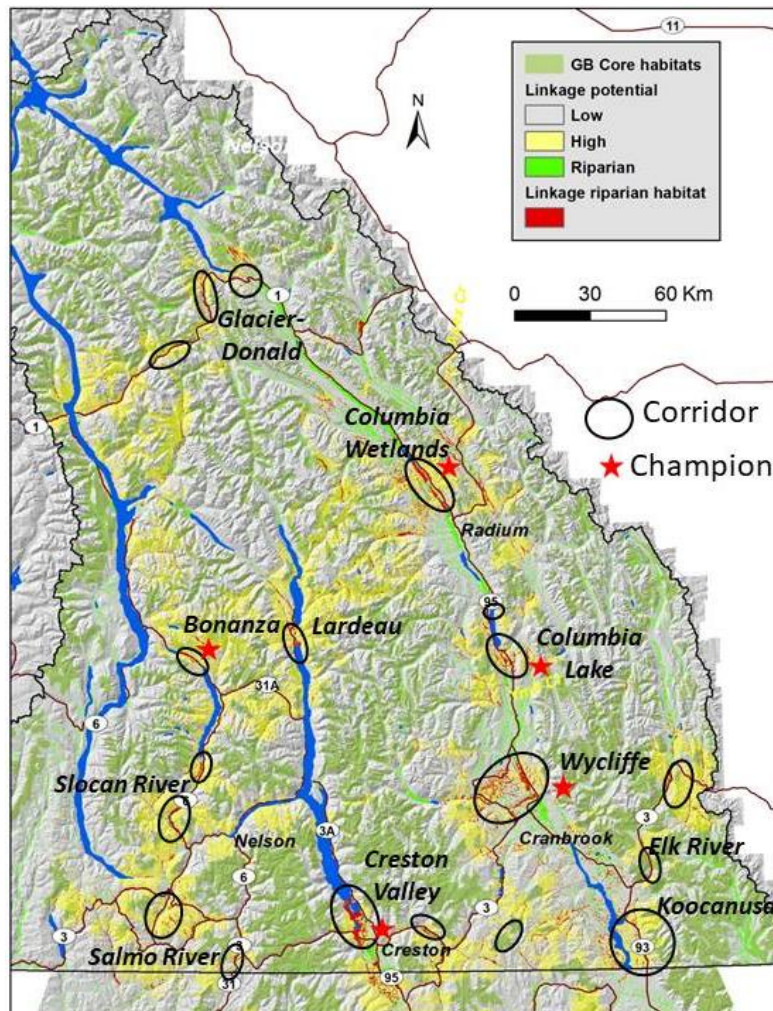 11
GB Core habitats
Linkage potential
Low
High
Riparian
Linkage riparian habitat
N
0 30 60 Km
Corridor
Champion
1
Glacier-
Donald
1
Columbia
Wetlands
Radium
95
Bonanza
Lardeau
Columbia
Lake
31A
6
Slocan River
6
Wycliffe
3
Nelson
3A
Cranbrook
Elk River
6
Creston
Valley
3
Koocanusa
3
Salmo River
3
Creston
93
31
95